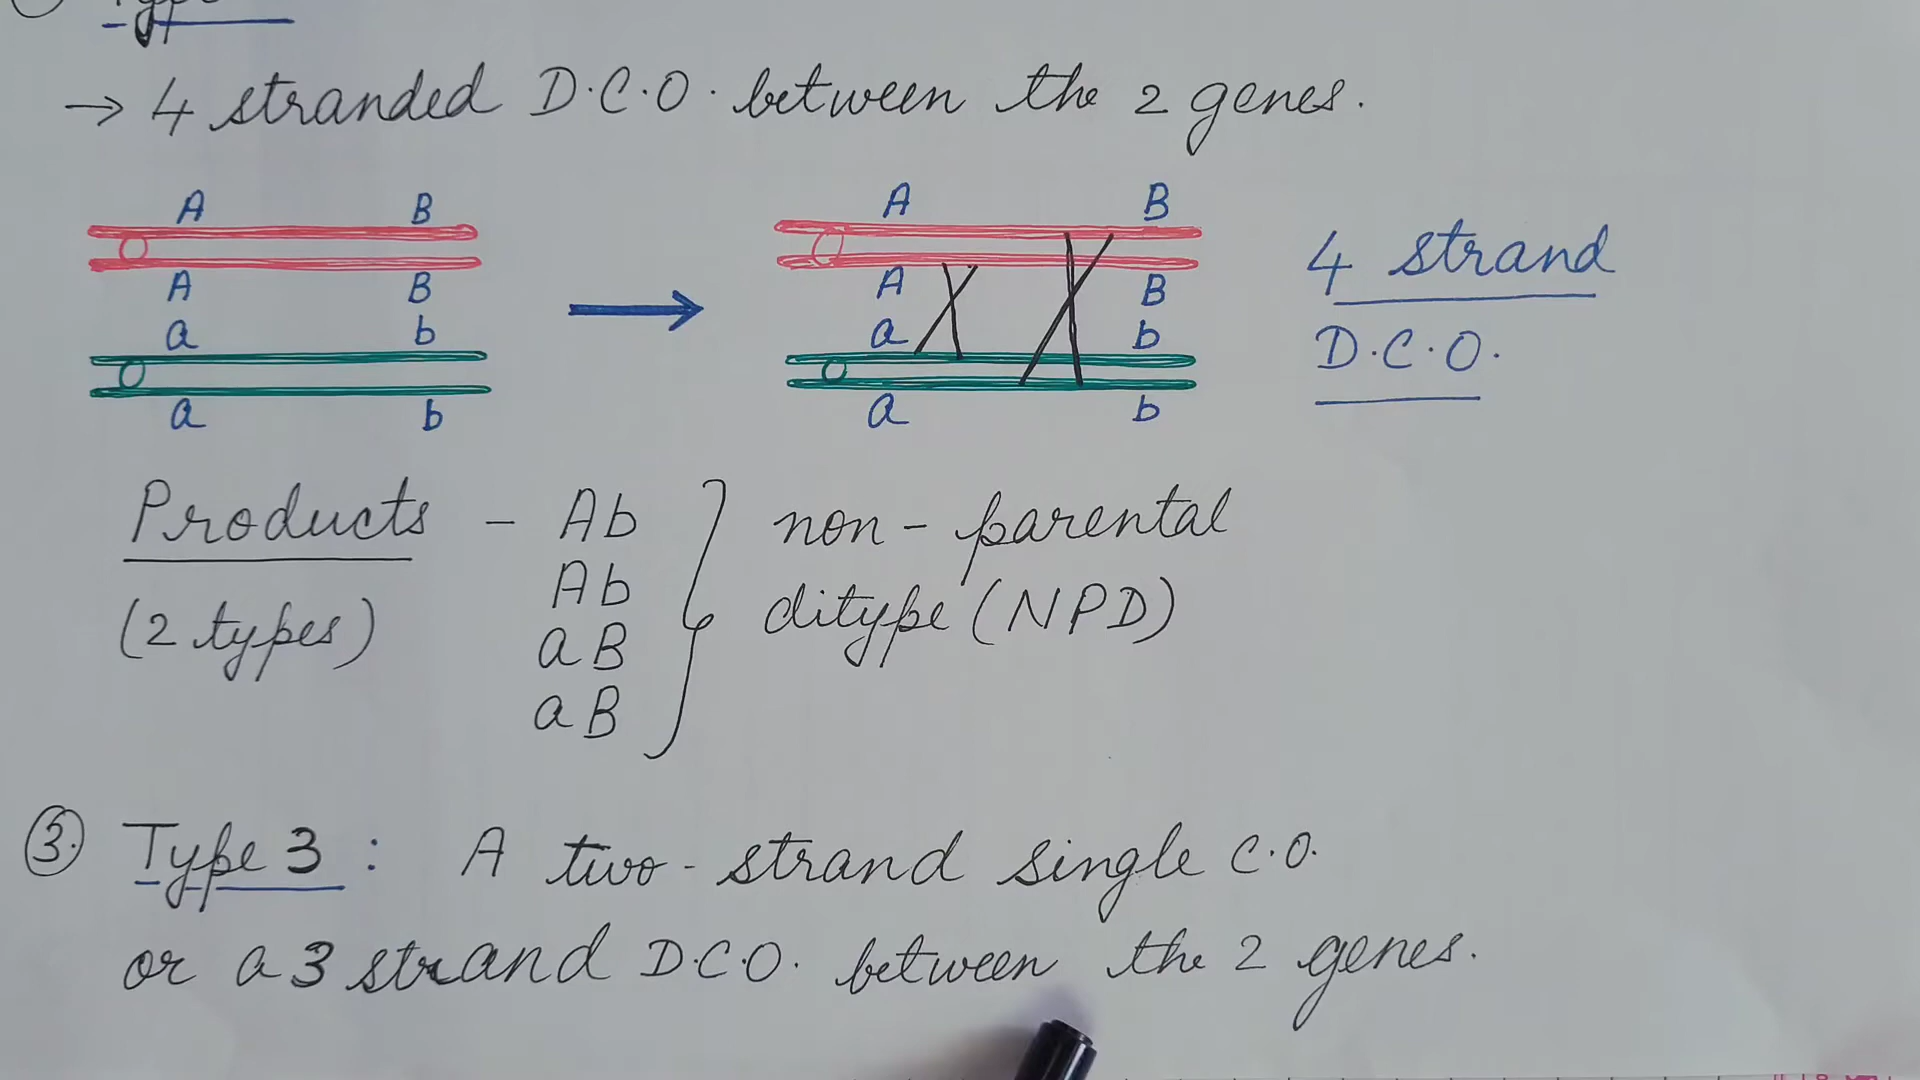 → 4 stranded D.C.O. between the 2 genes.
A B A B
A B A B
a b a b
a b a b
4 strand
D.C.O.
Products - Ab } non-parental
(2 types) Ab ditype (NPD)
aB
aB
③. Type 3 : A two-strand single C.O.
or a 3 strand D.C.O. between the 2 genes.